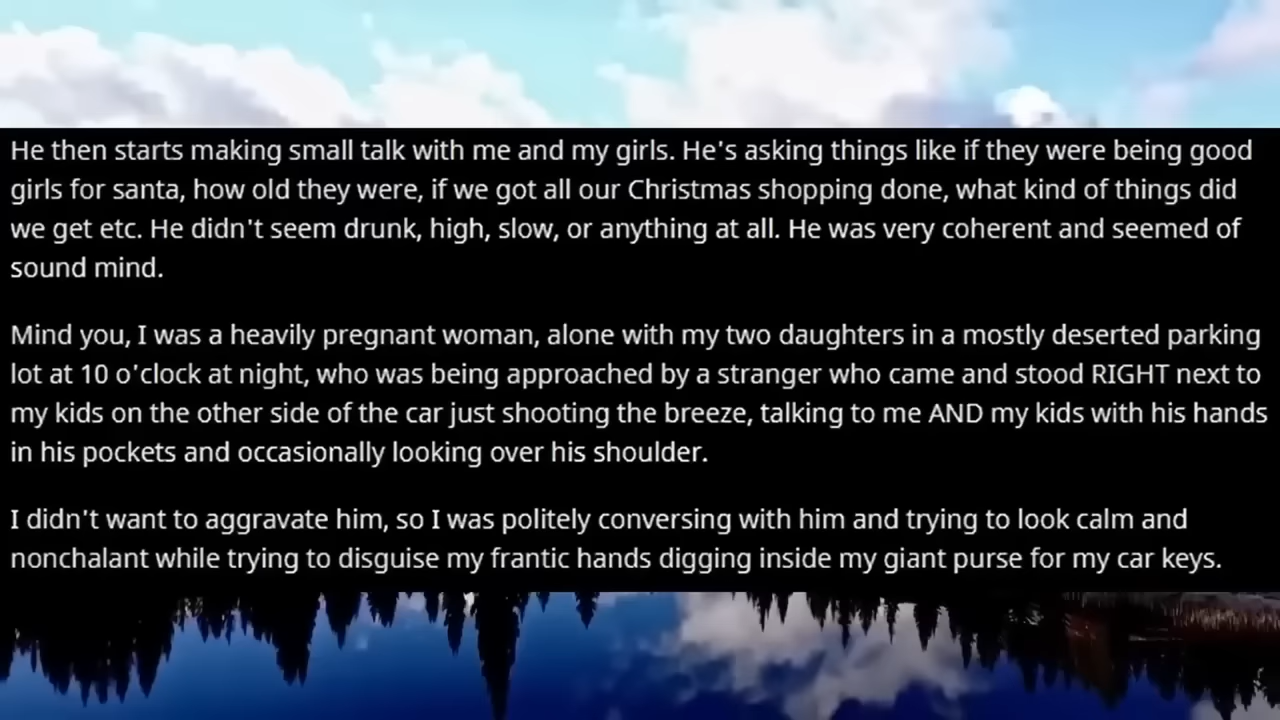 He then starts making small talk with me and my girls. He's asking things like if they were being good
girls for santa, how old they were, if we got all our Christmas shopping done, what kind of things did
we get etc. He didn't seem drunk, high, slow, or anything at all. He was very coherent and seemed of
sound mind.
Mind you, I was a heavily pregnant woman, alone with my two daughters in a mostly deserted parking
lot at 10 o'clock at night, who was being approached by a stranger who came and stood RIGHT next to
my kids on the other side of the car just shooting the breeze, talking to me AND my kids with his hands
in his pockets and occasionally looking over his shoulder.
I didn't want to aggravate him, so I was politely conversing with him and trying to look calm and
nonchalant while trying to disguise my frantic hands digging inside my giant purse for my car keys.